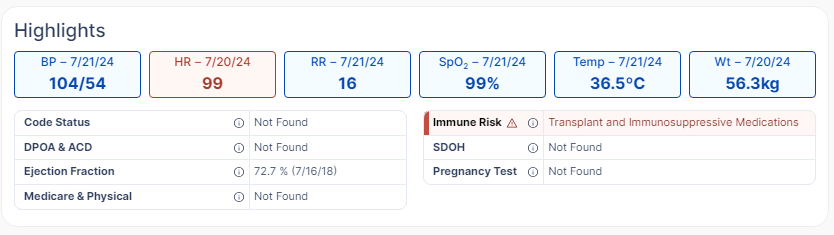 Highlights
BP – 7/21/24
104/54
HR – 7/20/24
99
RR – 7/21/24
16
SpO₂ – 7/21/24
99%
Temp – 7/21/24
36.5°C
Wt – 7/20/24
56.3kg
Code Status Not Found
DPOA & ACD Not Found
Ejection Fraction 72.7 % (7/16/18)
Medicare & Physical Not Found
Immune Risk Transplant and Immunosuppressive Medications
SDOH Not Found
Pregnancy Test Not Found